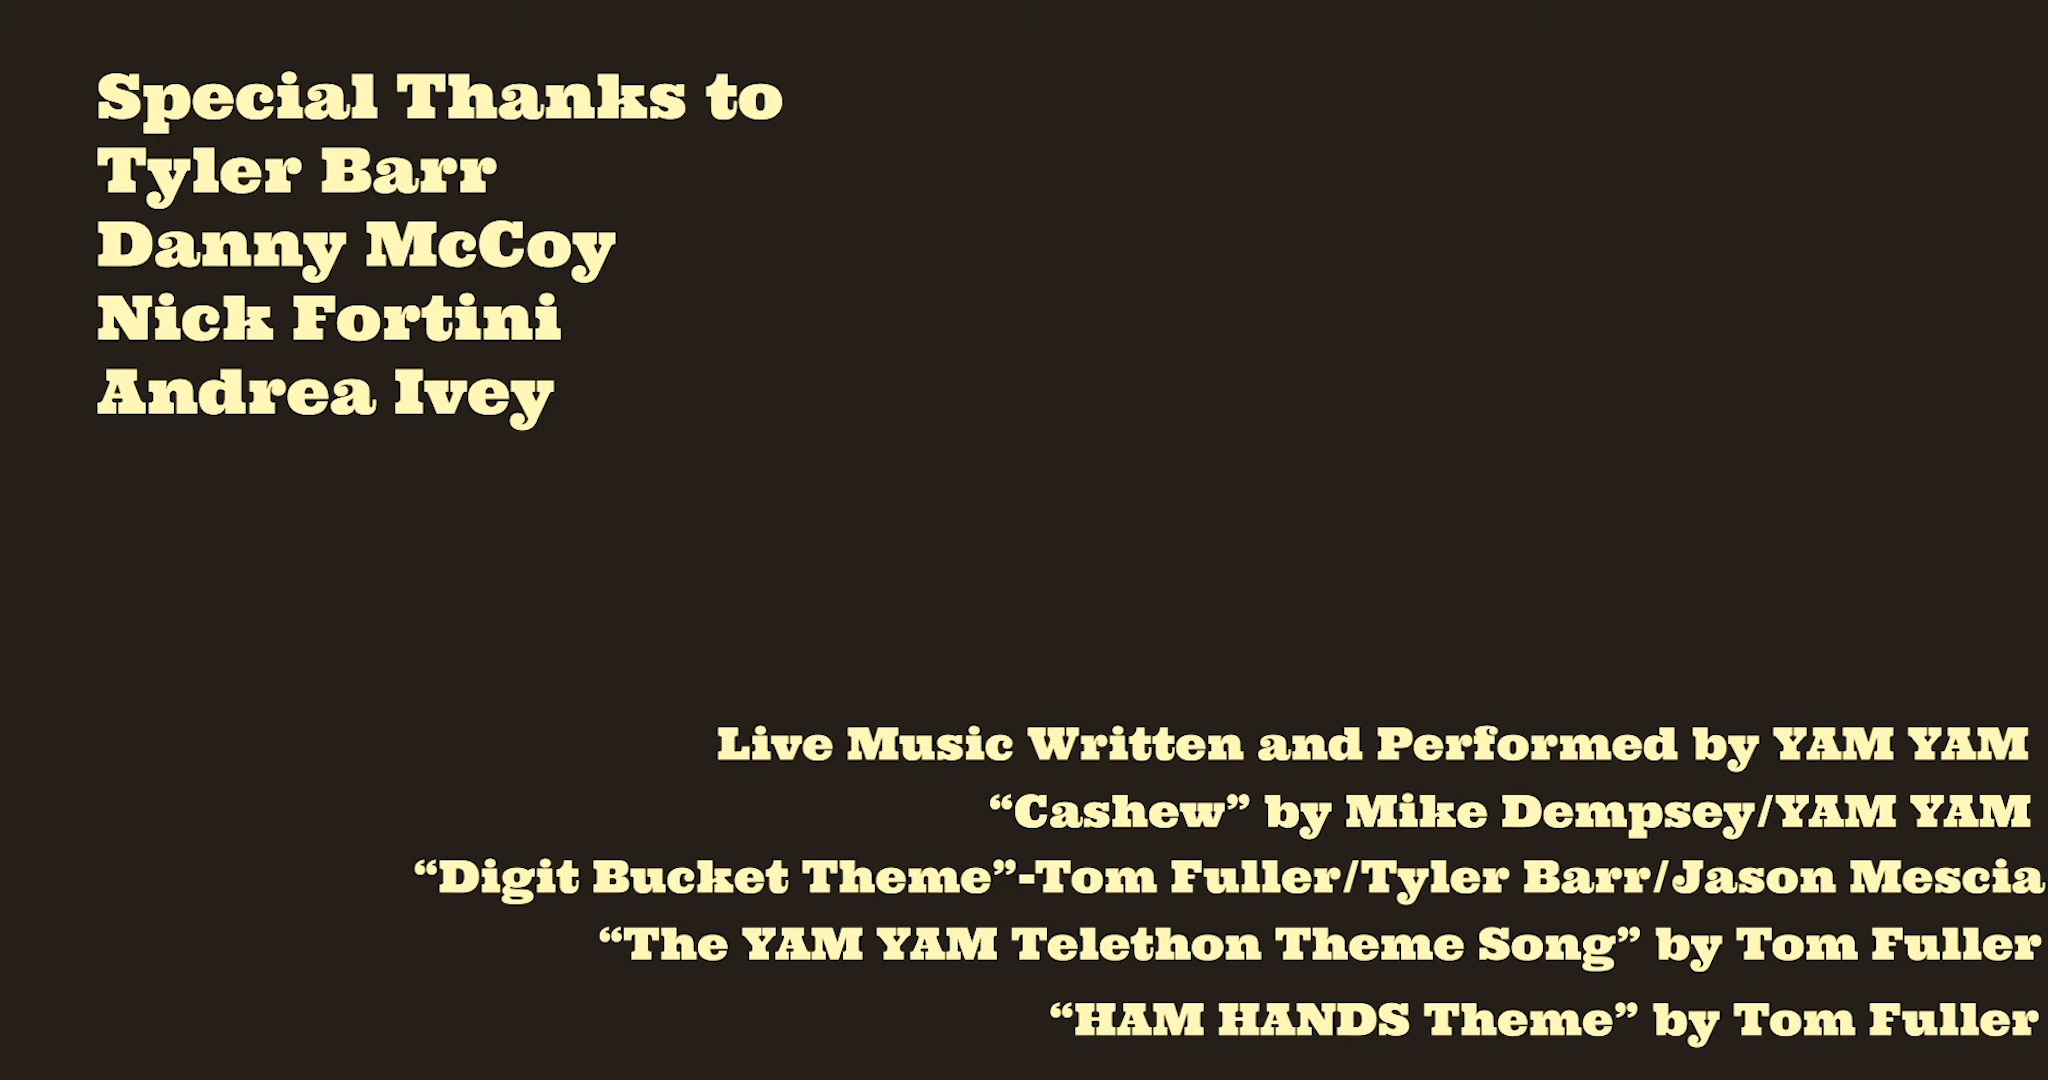 Special Thanks to
Tyler Barr
Danny McCoy
Nick Fortini
Andrea Ivey
Live Music Written and Performed by YAM YAM
“Cashew” by Mike Dempsey/YAM YAM
“Digit Bucket Theme”-Tom Fuller/Tyler Barr/Jason Mescia
“The YAM YAM Telethon Theme Song” by Tom Fuller
“HAM HANDS Theme” by Tom Fuller